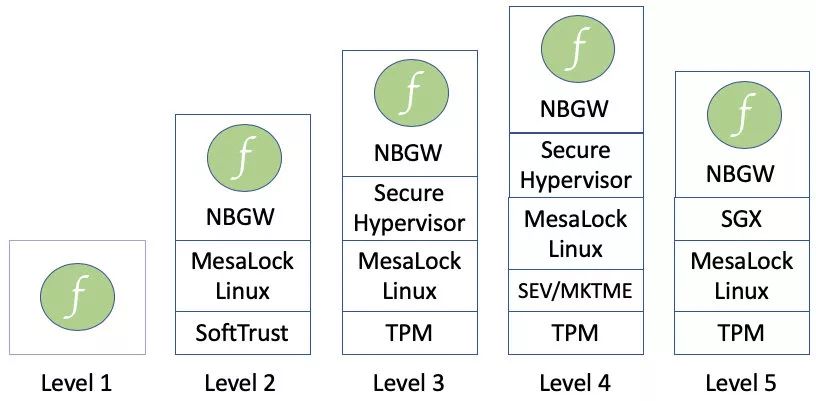 f
Level 1
f
NBGW
MesaLock
Linux
SoftTrust
Level 2
f
NBGW
Secure
Hypervisor
MesaLock
Linux
TPM
Level 3
f
NBGW
Secure
Hypervisor
MesaLock
Linux
SEV/MKTME
TPM
Level 4
f
NBGW
SGX
MesaLock
Linux
TPM
Level 5